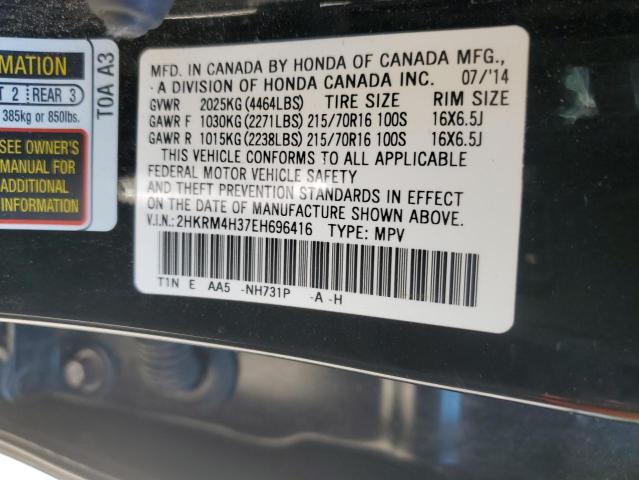 MFD. IN CANADA BY HONDA OF CANADA MFG.,
A DIVISION OF HONDA CANADA INC. 07/'14
GVWR 2025KG(4464LBS) TIRE SIZE RIM SIZE
GAWR F 1030KG(2271LBS) 215/70R16 100S 16X6.5J
GAWR R 1015KG(2238LBS) 215/70R16 100S 16X6.5J
THIS VEHICLE CONFORMS TO ALL APPLICABLE
FEDERAL MOTOR VEHICLE SAFETY
AND THEFT PREVENTION STANDARDS IN EFFECT
ON THE DATE OF MANUFACTURE SHOWN ABOVE.
V.I.N.: 2HKRM4H37EH696416 TYPE: MPV
T1N E AA5 -NH731P -A -H
MATION
2 REAR 3
385kg or 850lbs.
SEE OWNER'S
MANUAL FOR
ADDITIONAL
INFORMATION
T0A A3